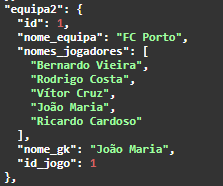 "equipa2": {
"id": 1,
"nome_equipa": "FC Porto",
"nomes_jogadores": [
"Bernardo Vieira",
"Rodrigo Costa",
"Vítor Cruz",
"João Maria",
"Ricardo Cardoso"
],
"nome_gk": "João Maria",
"id_jogo": 1
},